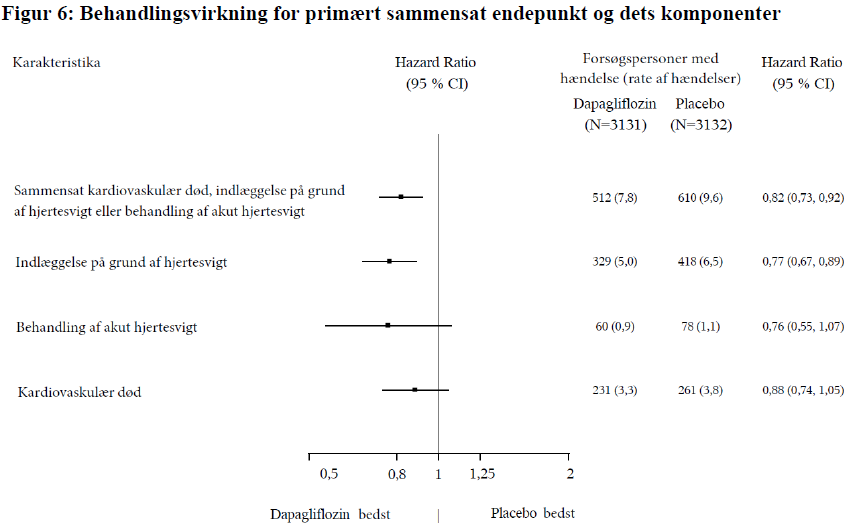 Figur 6: Behandlingsvirkning for primært sammensat endepunkt og dets komponenter
Karakteristika
Hazard Ratio
(95 % CI)
Forsøgspersoner med
hændelse (rate af hændelser)
Hazard Ratio
(95 % CI)
Dapagliflozin
(N=3131)
Placebo
(N=3132)
Sammensat kardiovaskulær død, indlæggelse på grund
af hjertesvigt eller behandling af akut hjertesvigt
512 (7,8)
610 (9,6)
0,82 (0,73, 0,92)
Indlæggelse på grund af hjertesvigt
329 (5,0)
418 (6,5)
0,77 (0,67, 0,89)
Behandling af akut hjertesvigt
60 (0,9)
78 (1,1)
0,76 (0,55, 1,07)
Kardiovaskulær død
231 (3,3)
261 (3,8)
0,88 (0,74, 1,05)
0,5
0,8
1
1,25
2
Dapagliflozin bedst
Placebo bedst